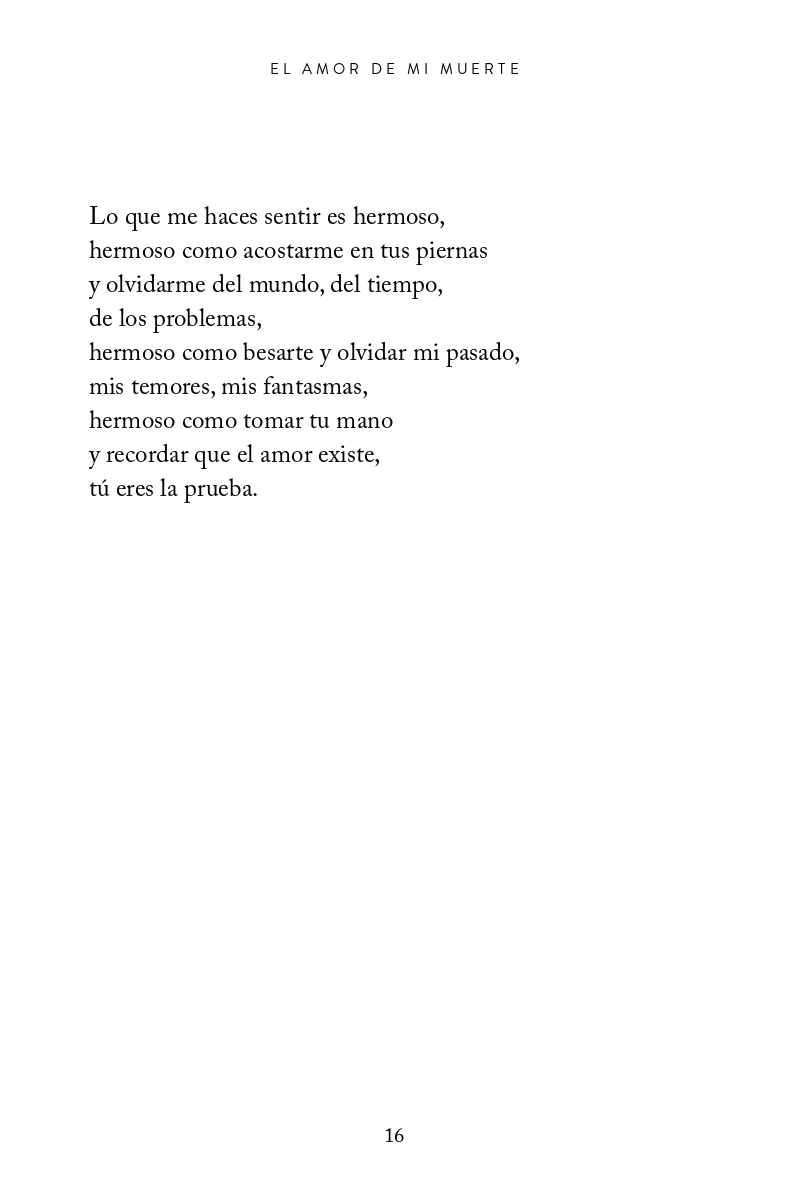 EL AMOR DE MI MUERTE
Lo que me haces sentir es hermoso,
hermoso como acostarme en tus piernas
y olvidarme del mundo, del tiempo,
de los problemas,
hermoso como besarte y olvidar mi pasado,
mis temores, mis fantasmas,
hermoso como tomar tu mano
y recordar que el amor existe,
tú eres la prueba.
16